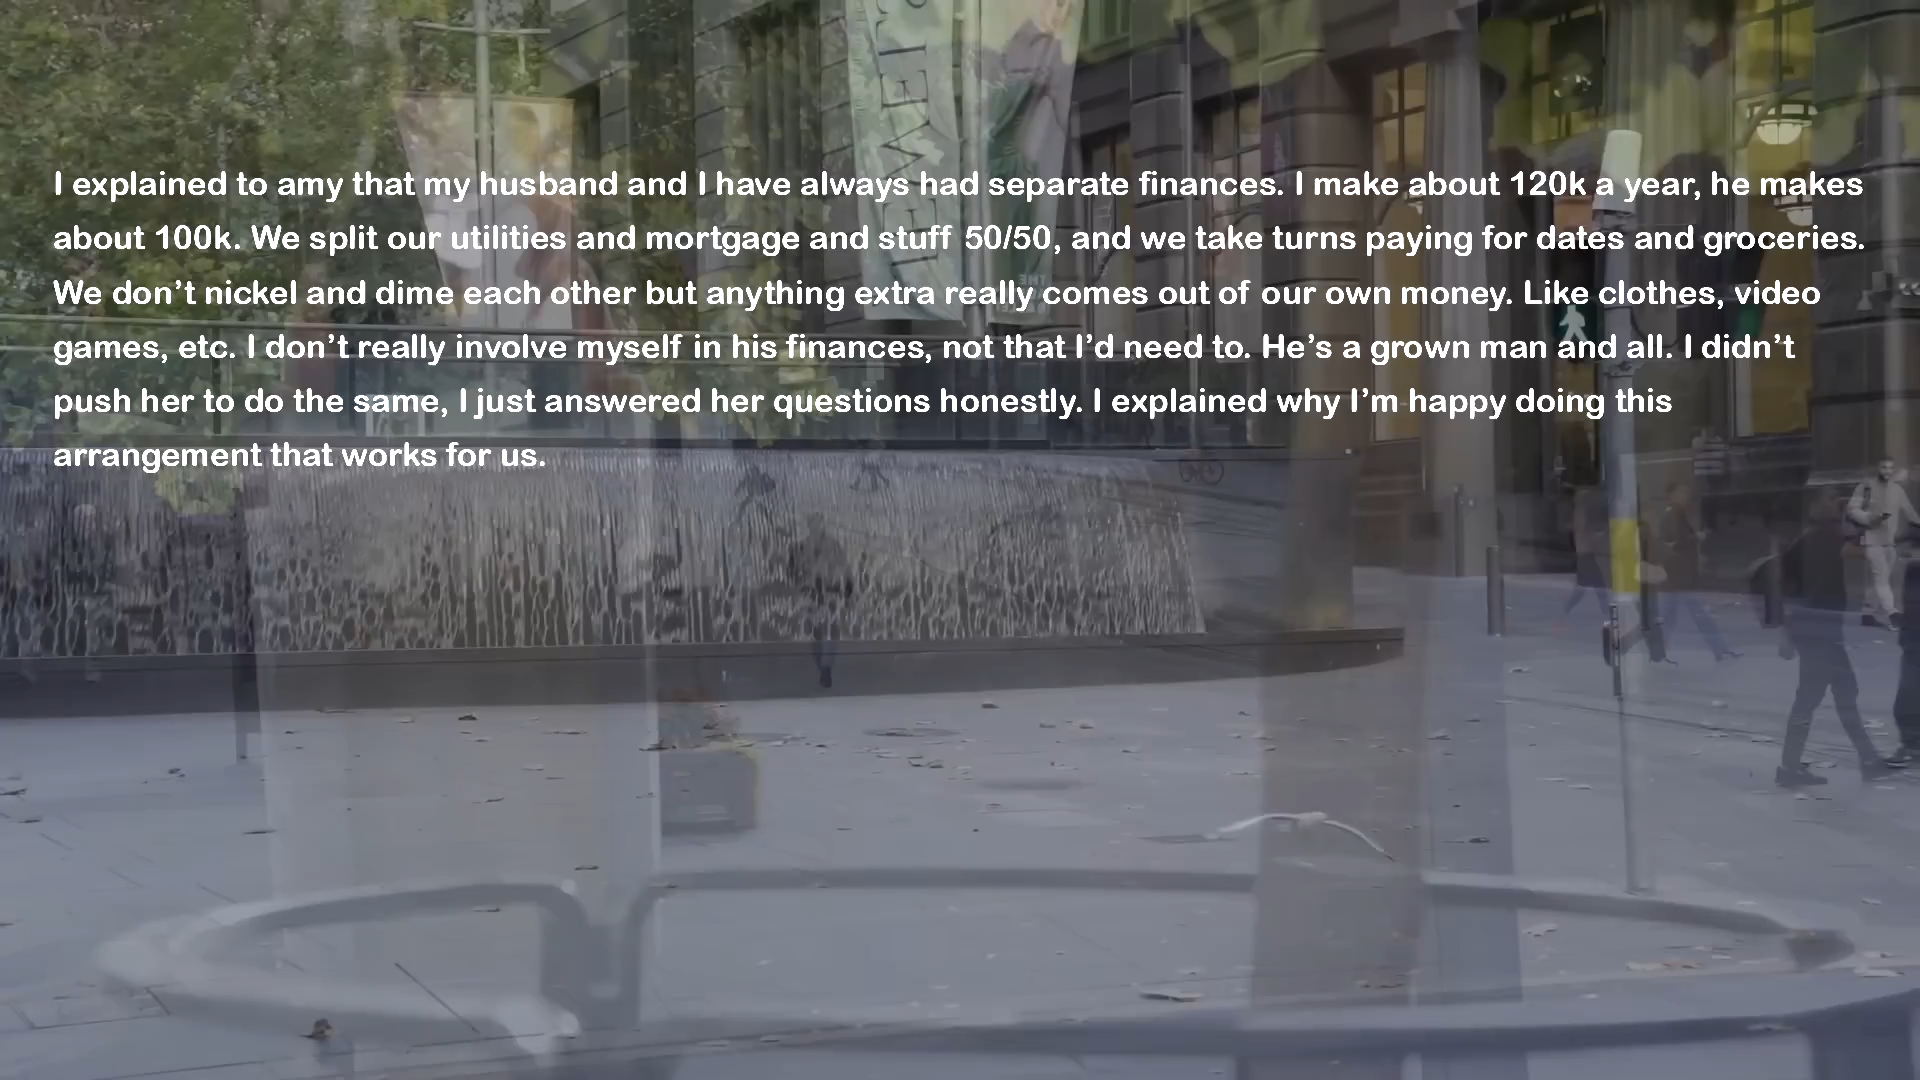 I explained to amy that my husband and I have always had separate finances. I make about 120k a year, he makes
about 100k. We split our utilities and mortgage and stuff 50/50, and we take turns paying for dates and groceries.
We don’t nickel and dime each other but anything extra really comes out of our own money. Like clothes, video
games, etc. I don’t really involve myself in his finances, not that I’d need to. He’s a grown man and all. I didn’t
push her to do the same, I just answered her questions honestly. I explained why I’m happy doing this
arrangement that works for us.